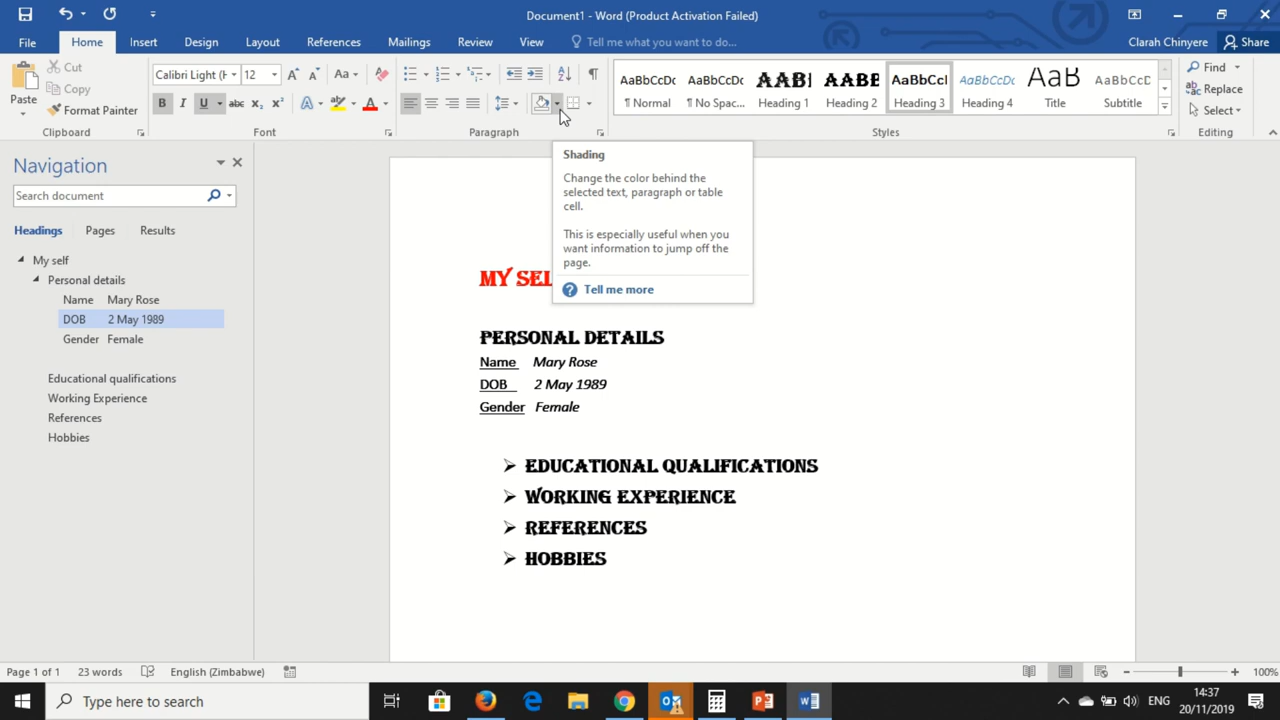 Document1 - Word (Product Activation Failed)
File Home Insert Design Layout References Mailings Review View Tell me what you want to do... Clarah Chinyere Share
Paste
Cut
Copy
Format Painter
Clipboard
Calibri Light (H 12
Aa
B I U abc X₂ X²
Font
Paragraph
AaBbCcDc AaBbCcDc AABI AABB AaBbCcI AaBbCcDc AaB AaBbCcDc
¶ Normal ¶ No Spac... Heading 1 Heading 2 Heading 3 Heading 4 Title Subtitle
Styles
Find
Replace
Select
Editing
Navigation
Search document
Headings Pages Results
My self
Personal details
Name Mary Rose
DOB 2 May 1989
Gender Female
Educational qualifications
Working Experience
References
Hobbies
Shading
Change the color behind the
selected text, paragraph or table
cell.
This is especially useful when you
want information to jump off the
page.
Tell me more
MY SEL
PERSONAL DETAILS
Name Mary Rose
DOB 2 May 1989
Gender Female
➢ EDUCATIONAL QUALIFICATIONS
➢ WORKING EXPERIENCE
➢ REFERENCES
➢ HOBBIES
Page 1 of 1 23 words English (Zimbabwe) 100%
Type here to search
ENG
14:37
20/11/2019